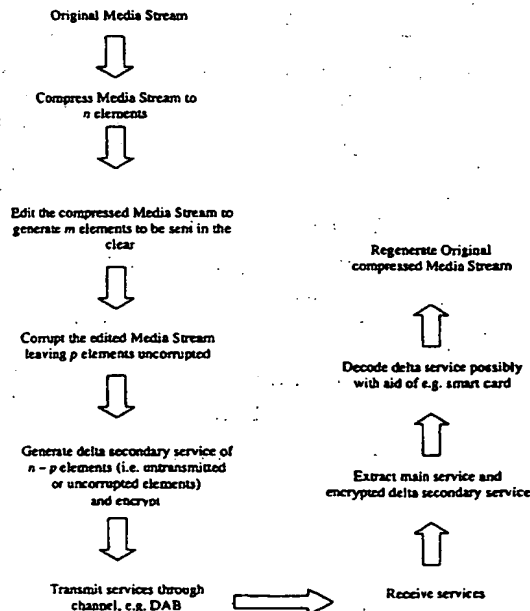 Original Media Stream
Compress Media Stream to
n elements
Edit the compressed Media Stream to
generate m elements to be sent in the
clear
Corrupt the edited Media Stream
leaving p elements uncorrupted
Generate delta secondary service of
n - p elements (i.e. untransmitted
or uncorrupted elements)
and encrypt
Transmit services through
channel, e.g. DAB
Receive services
Extract main service and
encrypted delta secondary service
Decode delta service possibly
with aid of e.g. smart card
Regenerate Original
compressed Media Stream